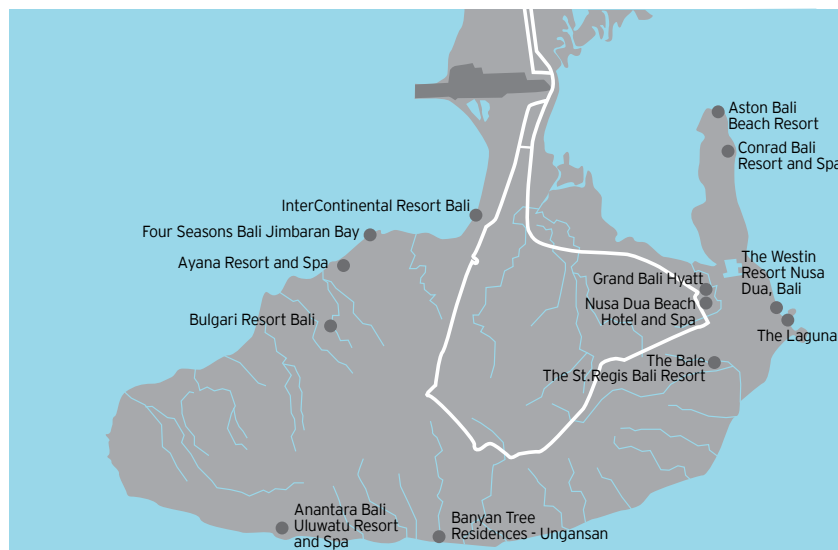 Aston Bali
Beach Resort
Conrad Bali
Resort and Spa
InterContinental Resort Bali
Four Seasons Bali Jimbaran Bay
Ayana Resort and Spa
Bulgari Resort Bali
The Westin
Resort Nusa
Dua, Bali
Grand Bali Hyatt
Nusa Dua Beach
Hotel and Spa
The Laguna
The Bale
The St.Regis Bali Resort
Anantara Bali
Uluwatu Resort
and Spa
Banyan Tree
Residences - Ungansan